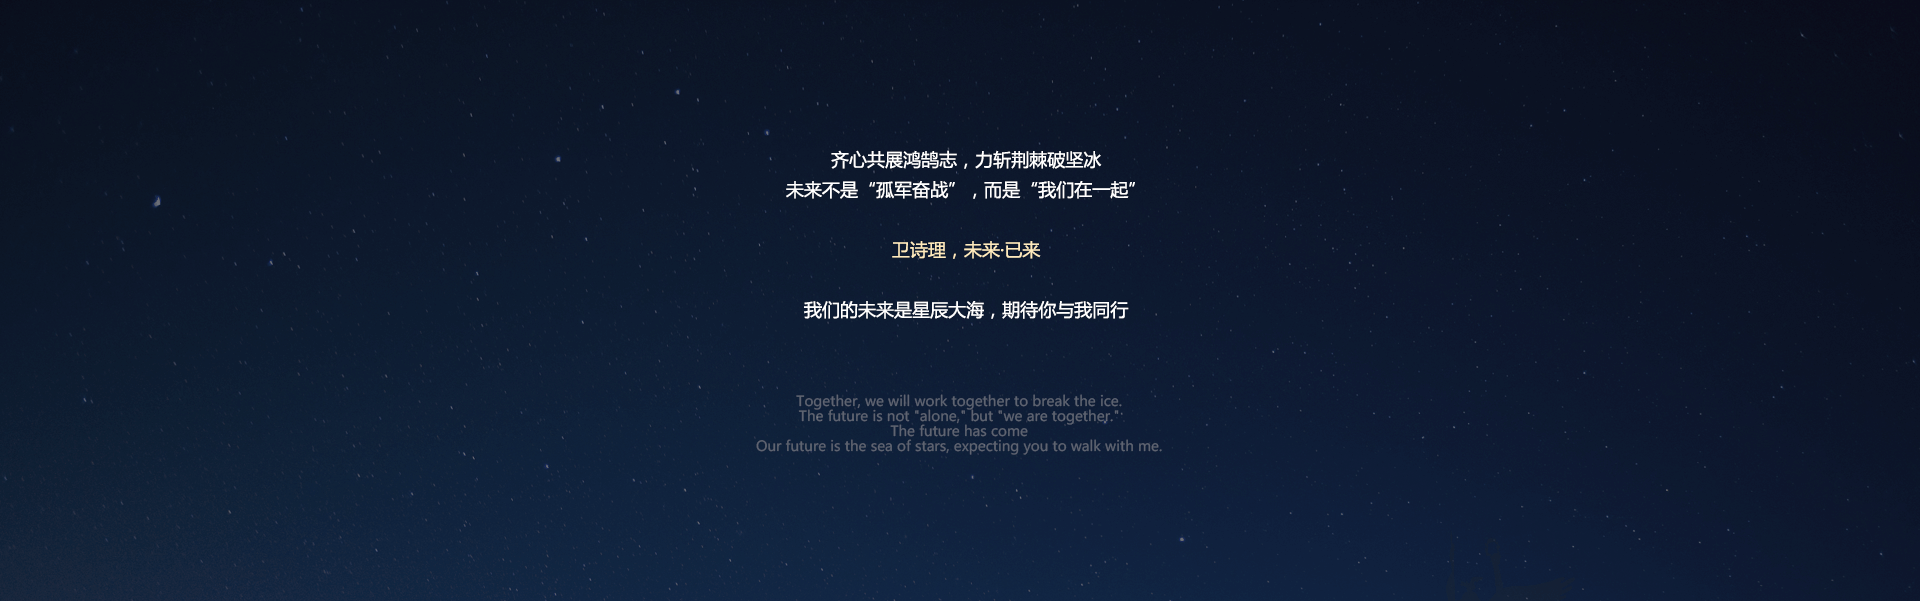 齐心共展鸿鹄志，力斩荆棘破坚冰
未来不是“孤军奋战”，而是“我们在一起”
卫诗理，未来·已来
我们的未来是星辰大海，期待你与我同行
Together, we will work together to break the ice.
The future is not "alone," but "we are together."
The future has come
Our future is the sea of stars, expecting you to walk with me.